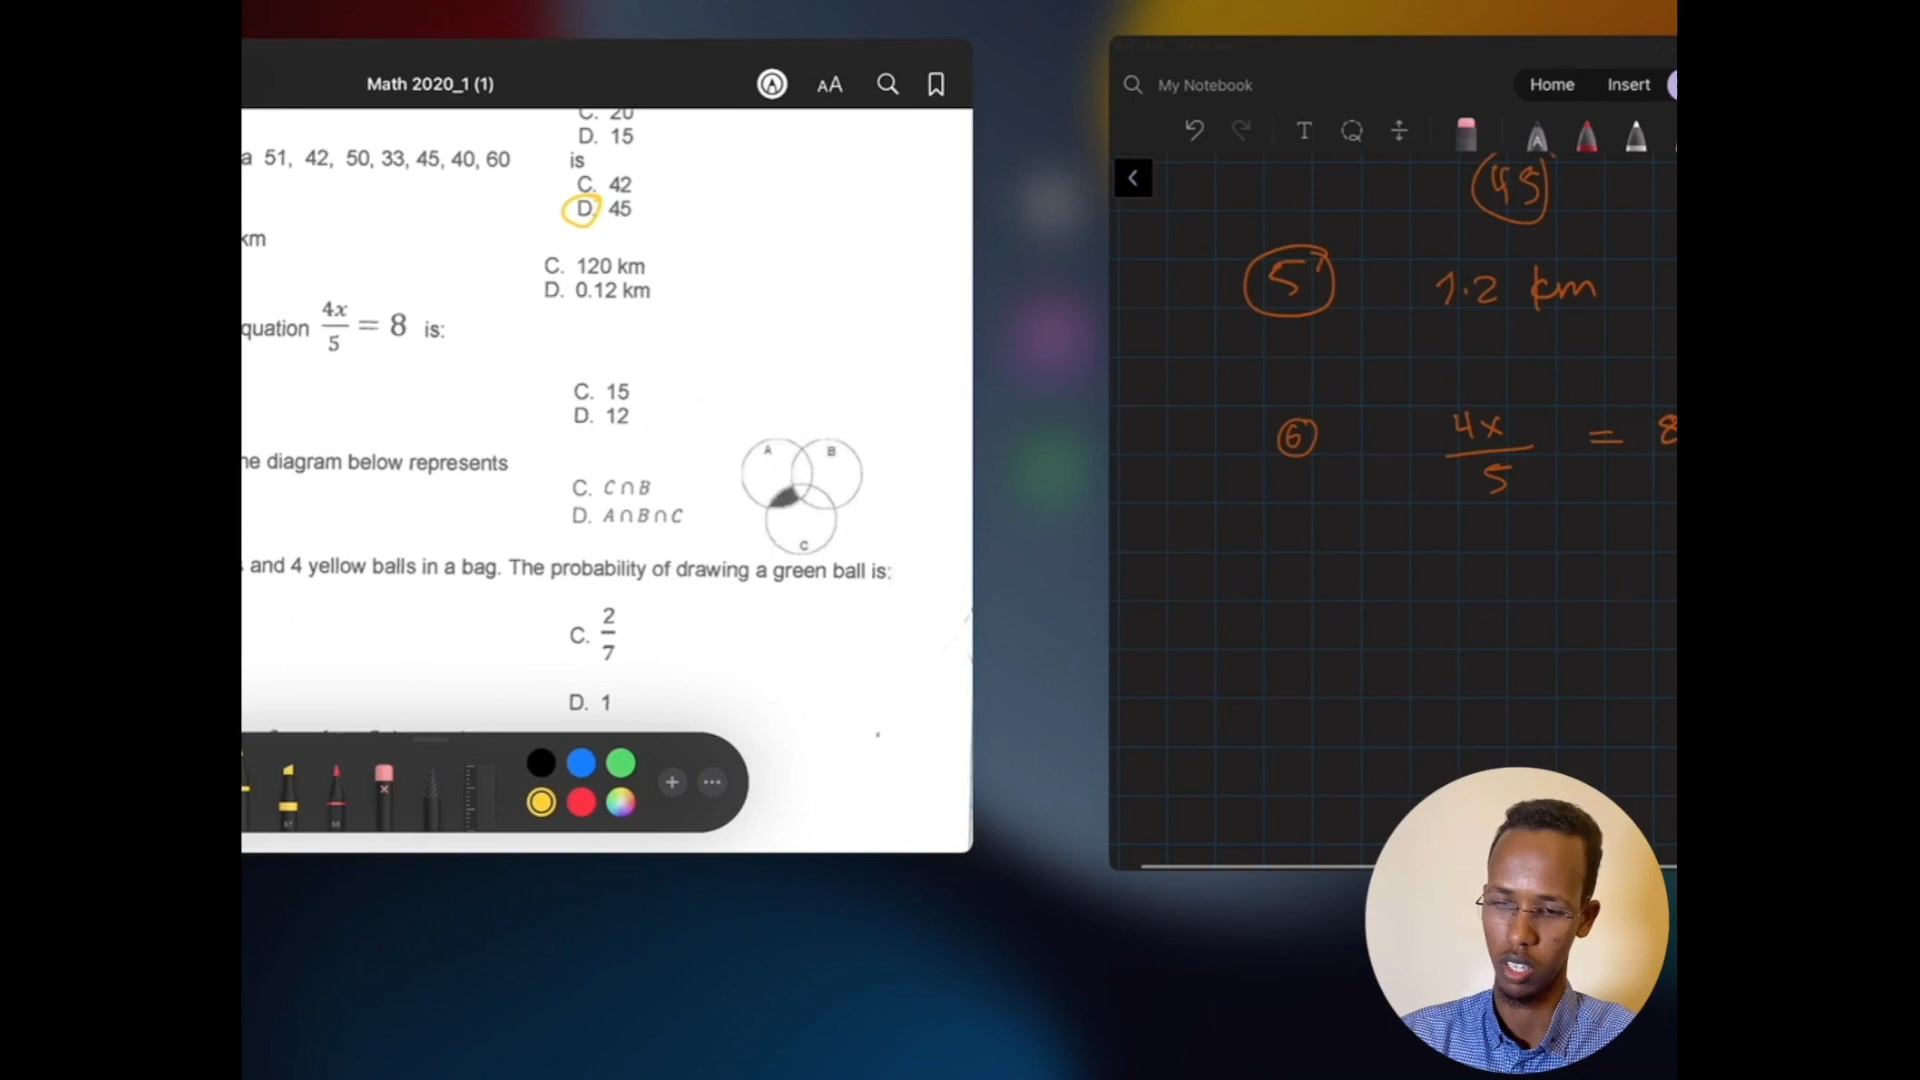 Math 2020_1 (1)
AA
C. 20
D. 15
a 51, 42, 50, 33, 45, 40, 60 is
C. 42
D. 45
km
C. 120 km
D. 0.12 km
quation 4x/5 = 8 is:
C. 15
D. 12
he diagram below represents
A B
C. C∩B
D. A∩B∩C
C
and 4 yellow balls in a bag. The probability of drawing a green ball is:
C. 2/7
D. 1
My Notebook
Home Insert
T
A
45
5 1.2 km
6 4x/5 = 8